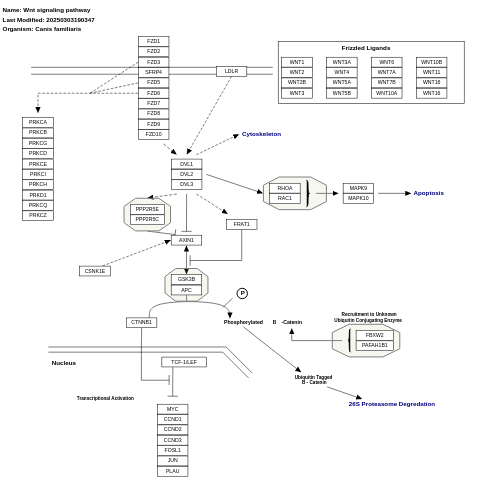 Name: Wnt signaling pathway
Last Modified: 20250303190347
Organism: Canis familiaris
FZD1
FZD2
FZD3
SFRP4
FZD5
FZD6
FZD7
FZD8
FZD9
FZD10
LDLR
Frizzled Ligands
WNT1 WNT3A WNT6 WNT10B
WNT2 WNT4 WNT7A WNT11
WNT2B WNT5A WNT7B WNT16
WNT3 WNT5B WNT10A WNT16
PRKCA
PRKCB
PRKCG
PRKCD
PRKCE
PRKCI
PRKCH
PRKD1
PRKCQ
PRKCZ
Cytoskeleton
DVL1
DVL2
DVL3
RHOA
RAC1
MAPK9
MAPK10
Apoptosis
PPP2R5E
PPP2R5C
FRAT1
AXIN1
CSNK1E
GSK3B
APC
P
CTNNB1
Phosphorylated B -Catenin
Recruitment to Unknown
Ubiquitin Conjugating Enzyme
FBXW2
PAFAH1B1
Nucleus
TCF-1/LEF
Ubiquitin Tagged
B - Catenin
26S Proteasome Degredation
Transcriptional Activation
MYC
CCND1
CCND2
CCND3
FOSL1
JUN
PLAU